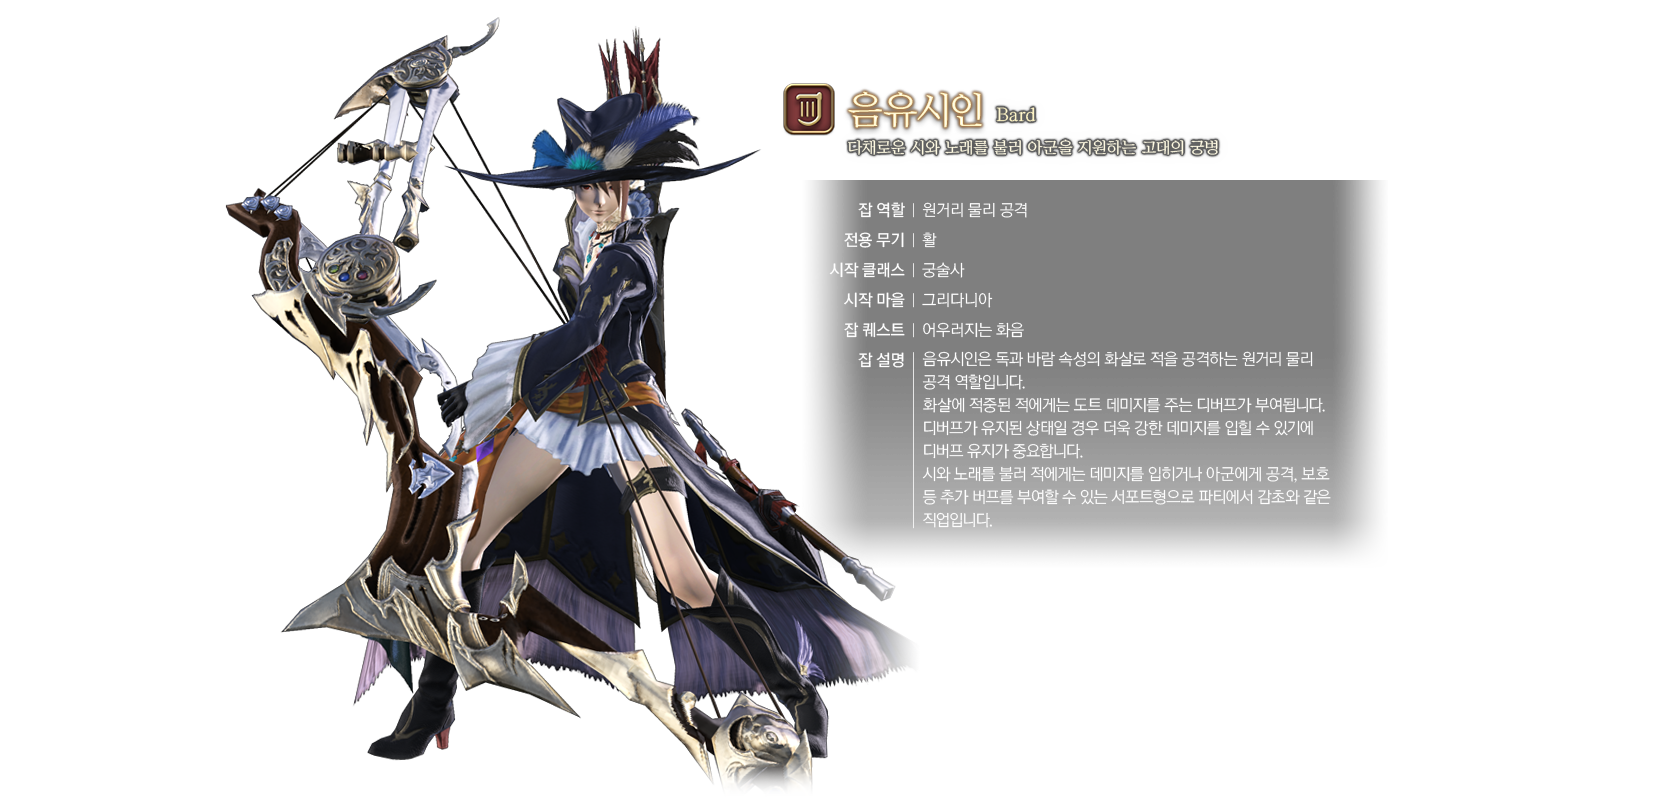 음유시인 Bard
다채로운 시와 노래를 불러 아군을 지원하는 고대의 궁병
잡 역할 | 원거리 물리 공격
전용 무기 | 활
시작 클래스 | 궁술사
시작 마을 | 그리다니아
잡 퀘스트 | 어우러지는 화음
잡 설명 | 음유시인은 독과 바람 속성의 화살로 적을 공격하는 원거리 물리
공격 역할입니다.
화살에 적중된 적에게는 도트 데미지를 주는 디버프가 부여됩니다.
디버프가 유지된 상태일 경우 더욱 강한 데미지를 입힐 수 있기에
디버프 유지가 중요합니다.
시와 노래를 불러 적에게는 데미지를 입히거나 아군에게 공격, 보호
등 추가 버프를 부여할 수 있는 서포트형으로 파티에서 감초와 같은
직업입니다.